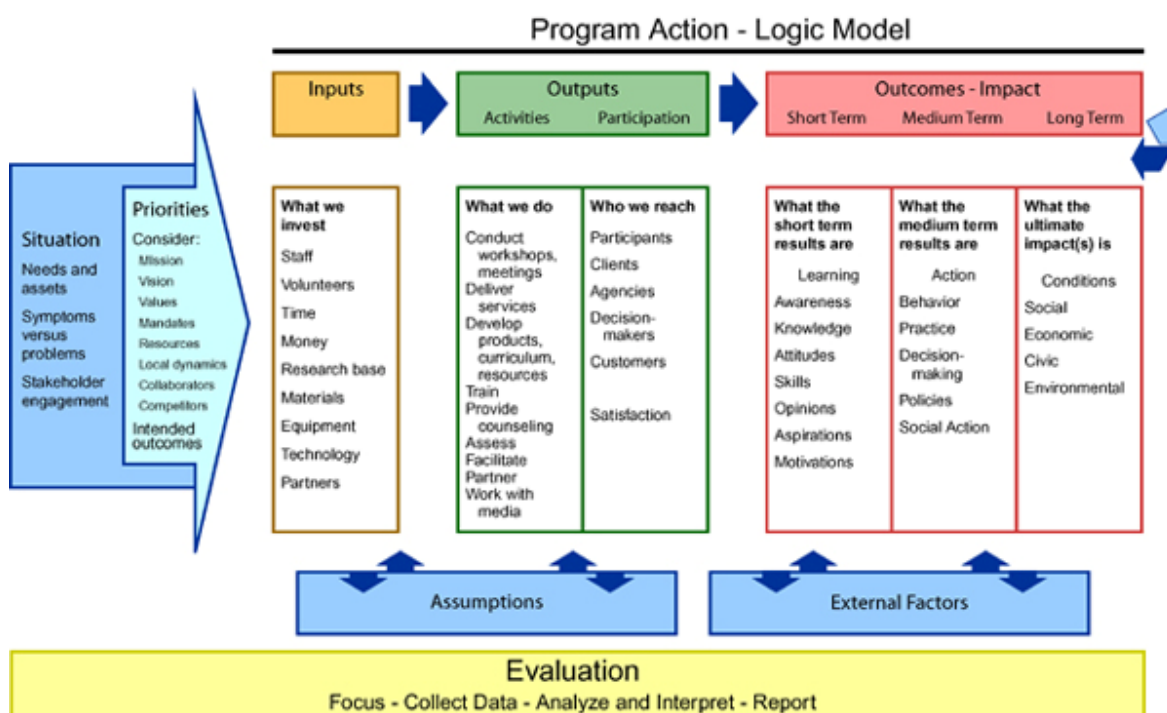 Program Action - Logic Model
Inputs
Outputs
Activities
Participation
Outcomes - Impact
Short Term
Medium Term
Long Term
Situation
Needs and
assets
Symptoms
versus
problems
Stakeholder
engagement
Priorities
Consider:
Mission
Vision
Values
Mandates
Resources
Local dynamics
Collaborators
Competitors
Intended
outcomes
What we
invest
Staff
Volunteers
Time
Money
Research base
Materials
Equipment
Technology
Partners
What we do
Conduct
workshops,
meetings
Deliver
services
Develop
products,
curriculum,
resources
Train
Provide
counseling
Assess
Facilitate
Partner
Work with
media
Who we reach
Participants
Clients
Agencies
Decision-
makers
Customers
Satisfaction
What the
short term
results are
Learning
Awareness
Knowledge
Attitudes
Skills
Opinions
Aspirations
Motivations
What the
medium term
results are
Action
Behavior
Practice
Decision-
making
Policies
Social Action
What the
ultimate
impact(s) is
Conditions
Social
Economic
Civic
Environmental
Assumptions
External Factors
Evaluation
Focus - Collect Data - Analyze and Interpret - Report